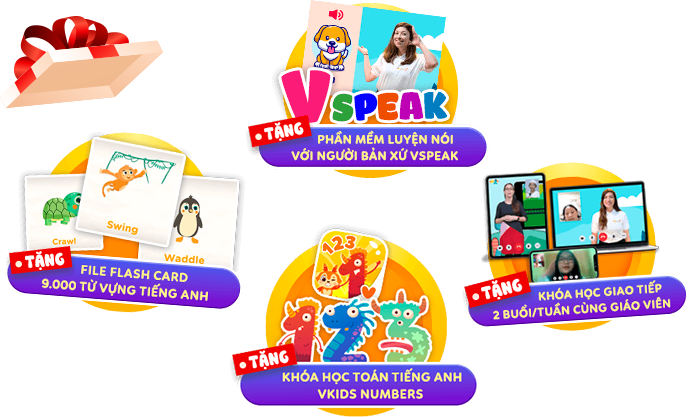 VSPEAK
TẶNG
PHẦN MỀM LUYỆN NÓI
VỚI NGƯỜI BẢN XỨ VSPEAK
Swing
Crawl
Waddle
TẶNG
FILE FLASH CARD
9.000 TỪ VỰNG TIẾNG ANH
TẶNG
KHÓA HỌC GIAO TIẾP
2 BUỔI/TUẦN CÙNG GIÁO VIÊN
123
1
123
TẶNG
KHÓA HỌC TOÁN TIẾNG ANH
VKIDS NUMBERS